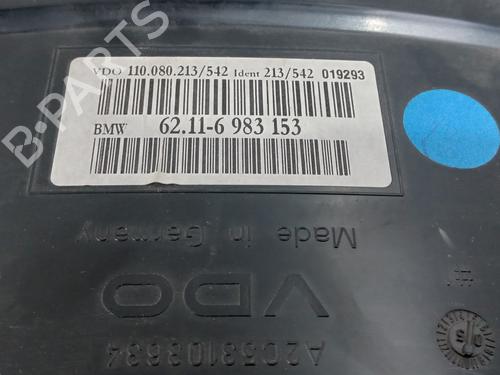 VDO 110.080.213/542 Ident 213/542 019293
BMW 62.11-6 983 153
B-PARTS
Made in Germany
VDO
A2C53108634